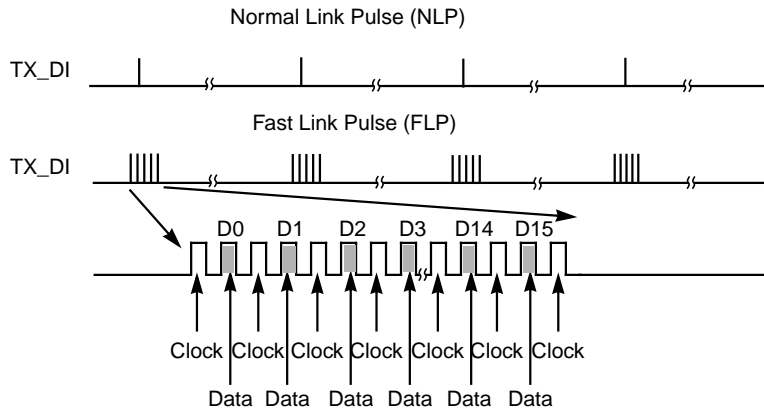 Normal Link Pulse (NLP)
TX_DI
Fast Link Pulse (FLP)
TX_DI
D0 D1 D2 D3 D14 D15
Clock Clock Clock Clock Clock Clock Clock
Data Data Data Data Data Data